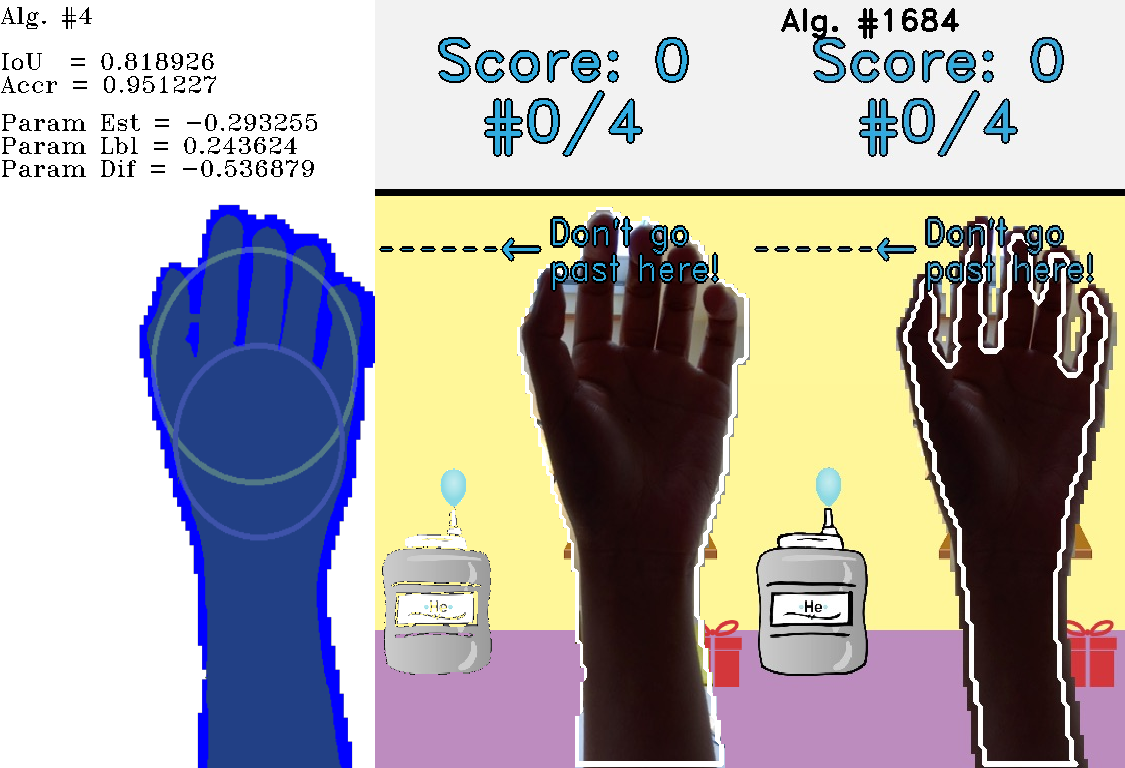 Alg. #4
IoU = 0.818926
Accr = 0.951227
Param Est = −0.293255
Param Lbl = 0.243624
Param Dif = −0.536879
Score: 0
#0/4
Don't go
past here!
He
Alg. #1684
Score: 0
#0/4
Don't go
past here!
He